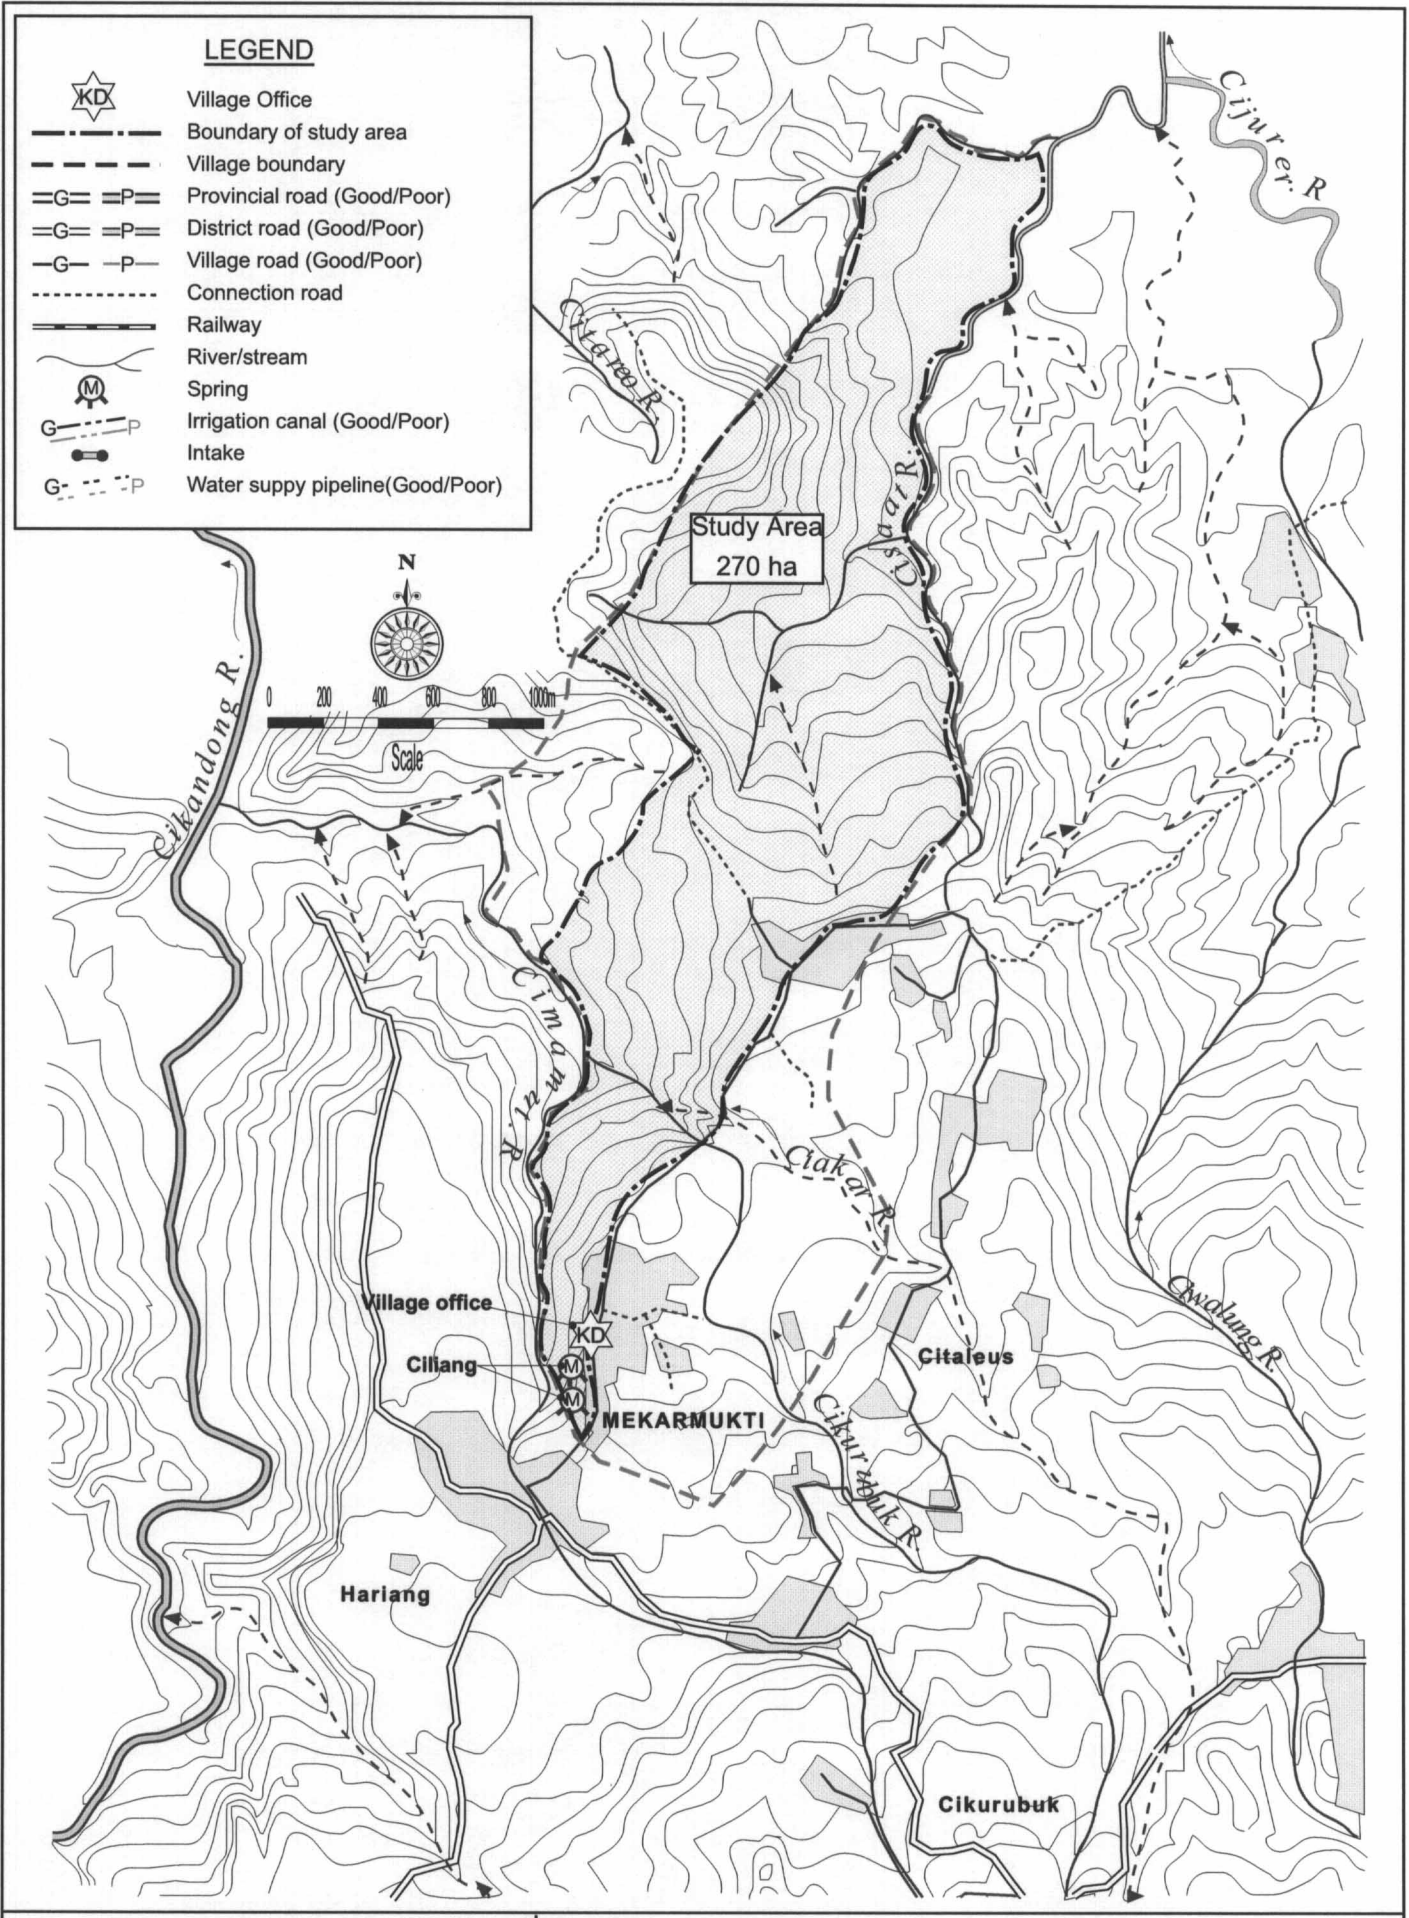 LEGEND
KD Village Office
Boundary of study area
Village boundary
G P Provincial road (Good/Poor)
G P District road (Good/Poor)
G P Village road (Good/Poor)
Connection road
Railway
River/stream
M Spring
G P Irrigation canal (Good/Poor)
Intake
G P Water suppy pipeline(Good/Poor)
Cijurer. R
Citareo R.
Cisaat R.
Study Area
270 ha
N
0 200 400 600 800 1000m
Scale
Cikandong R.
Cimamut. R
Ciakar R.
Village office
KD
Ciliang
M
M
MEKARMUKTI
Citaleus
Ciwalung R.
Cikurubuk R.
Hariang
Cikurubuk